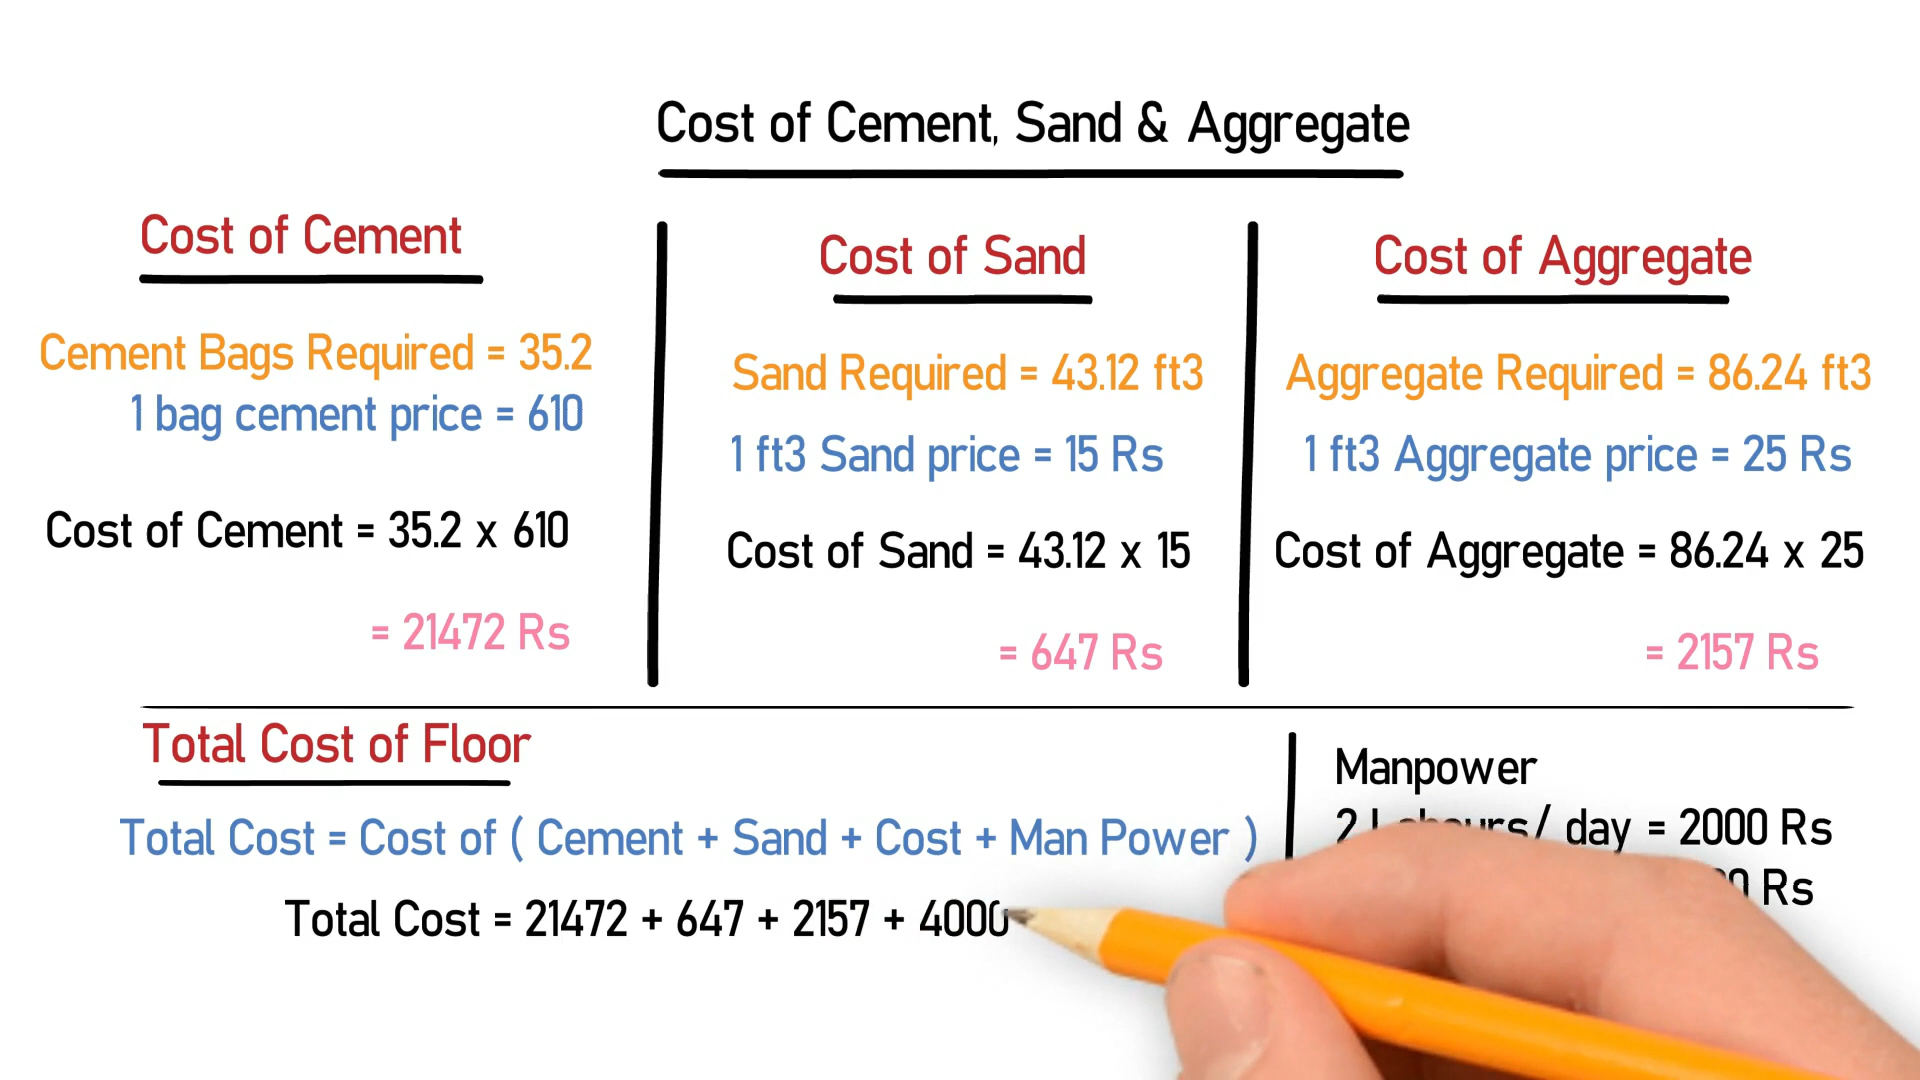 Cost of Cement, Sand & Aggregate
Cost of Cement
Cement Bags Required = 35.2
1 bag cement price = 610
Cost of Cement = 35.2 x 610
= 21472 Rs
Cost of Sand
Sand Required = 43.12 ft3
1 ft3 Sand price = 15 Rs
Cost of Sand = 43.12 x 15
= 647 Rs
Cost of Aggregate
Aggregate Required = 86.24 ft3
1 ft3 Aggregate price = 25 Rs
Cost of Aggregate = 86.24 x 25
= 2157 Rs
Total Cost of Floor
Total Cost = Cost of ( Cement + Sand + Cost + Man Power )
Total Cost = 21472 + 647 + 2157 + 4000
Manpower
2 / day = 2000 Rs
Rs